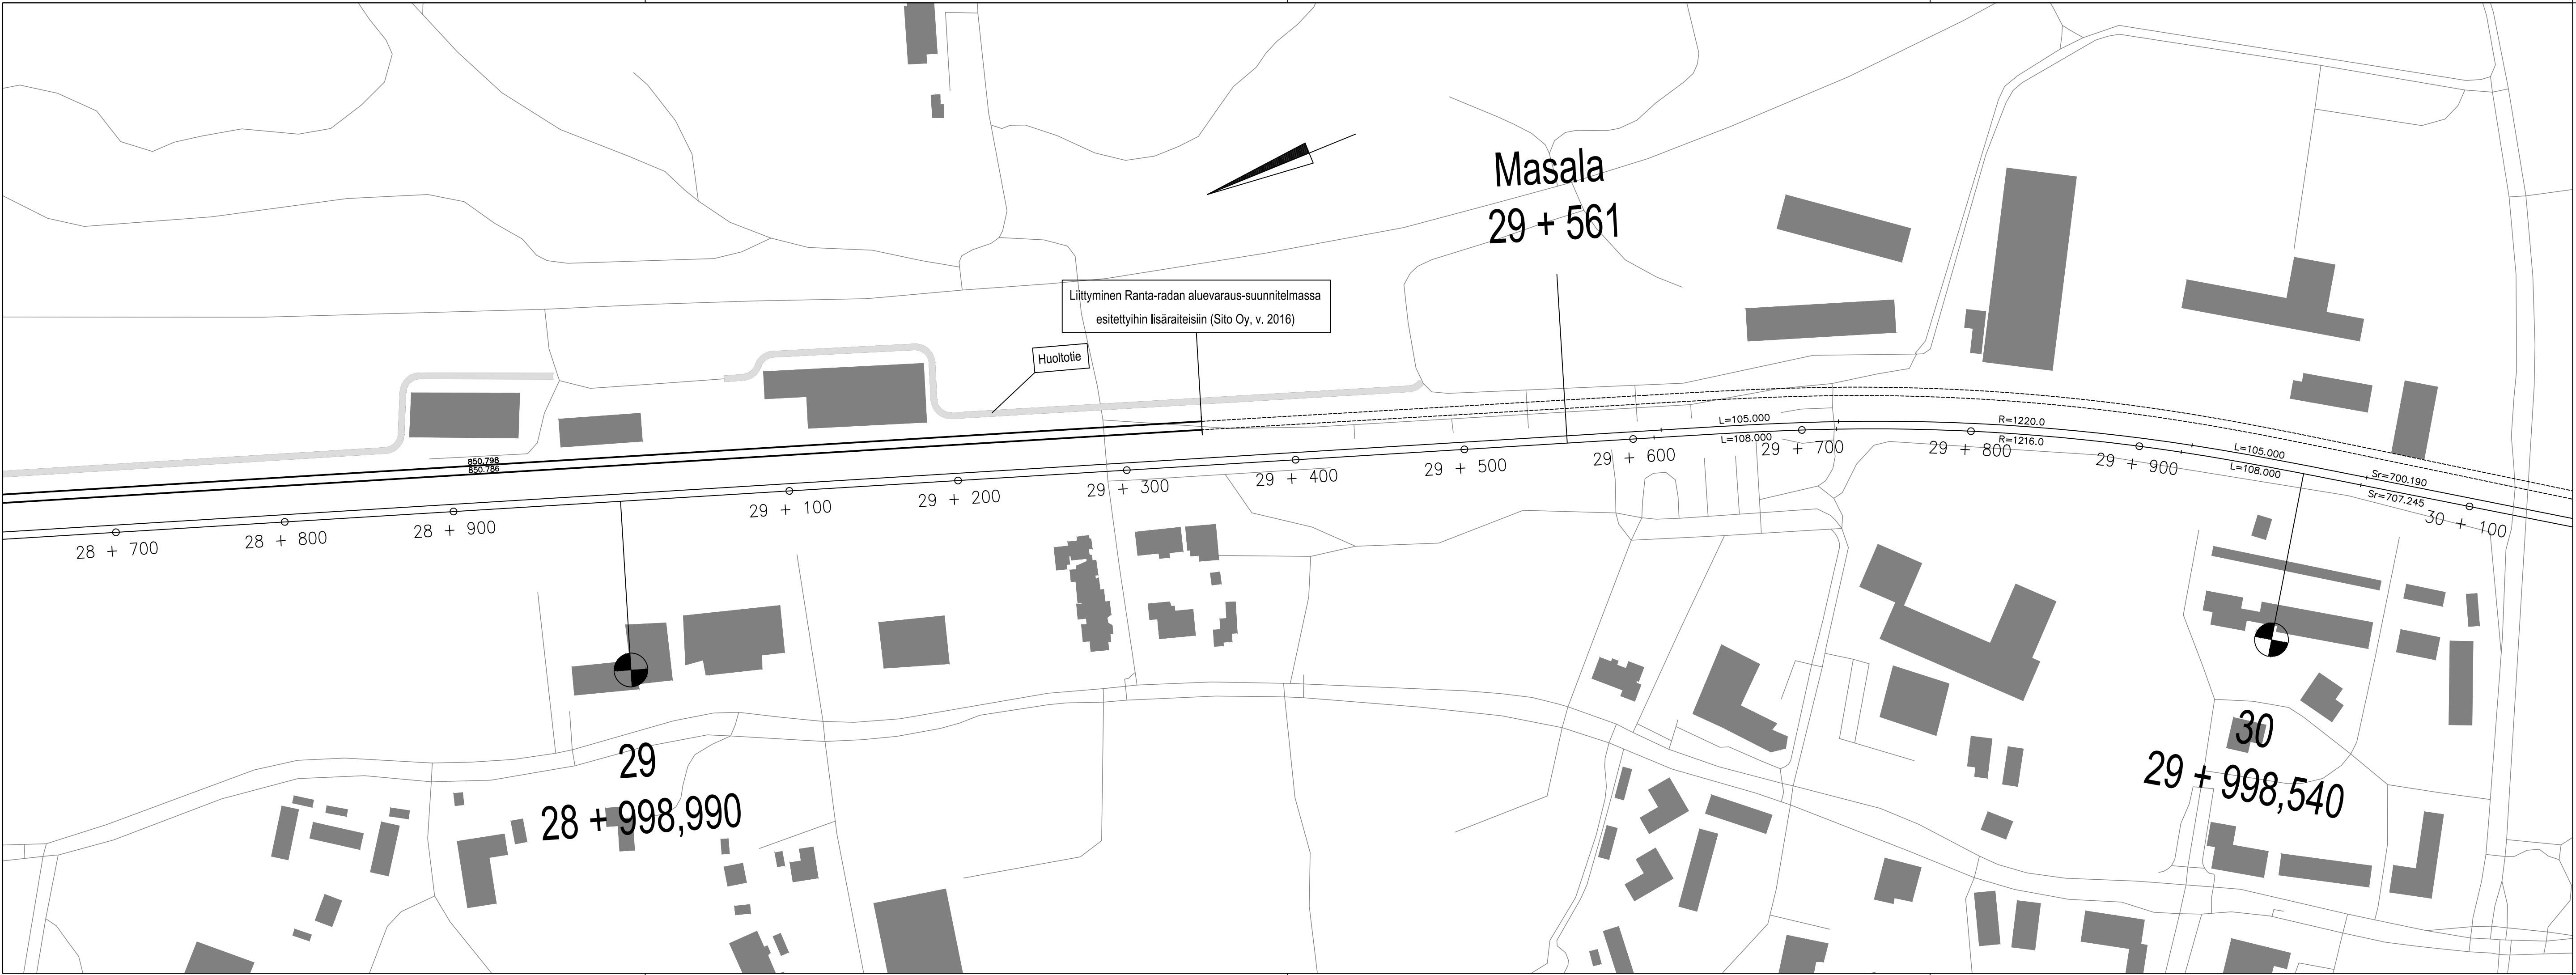 Masala
29 + 561
Liittyminen Ranta-radan aluevaraus-suunnitelmassa
esitettyihin lisäraiteisiin (Sito Oy, v. 2016)
Huoltotie
850.798
850.786
L=105.000
L=108.000
R=1220.0
R=1216.0
L=105.000
L=108.000
Sr=700.190
Sr=707.245
28 + 700
28 + 800
28 + 900
29 + 100
29 + 200
29 + 300
29 + 400
29 + 500
29 + 600
29 + 700
29 + 800
29 + 900
30 + 100
29
28 + 998,990
30
29 + 998,540